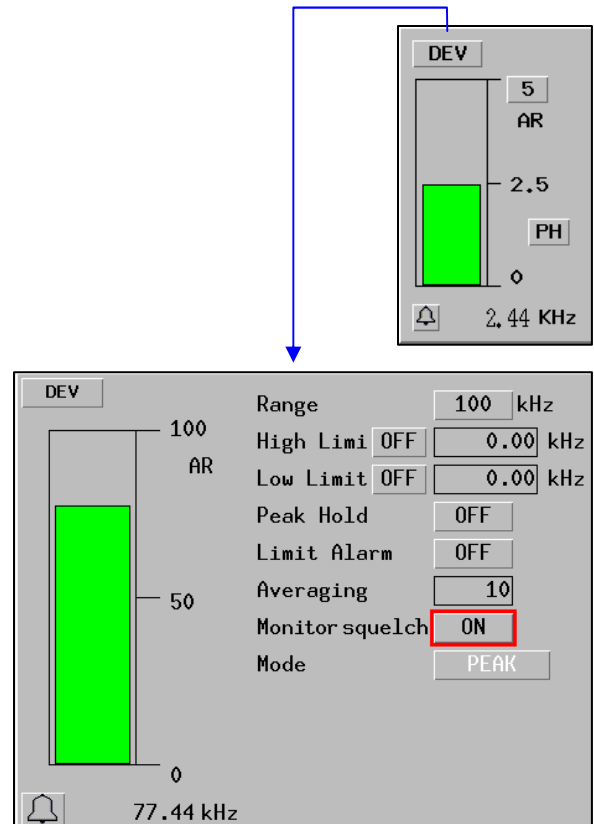 DEV
5
AR
2.5
PH
0
2.44 KHz
DEV
100
AR
50
0
77.44 kHz
Range 100 kHz
High Limi OFF 0.00 kHz
Low Limit OFF 0.00 kHz
Peak Hold OFF
Limit Alarm OFF
Averaging 10
Monitor squelch ON
Mode PEAK